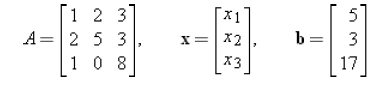 A = [1 2 3; 2 5 3; 1 0 8], x = [x₁; x₂; x₃], b = [5; 3; 17]